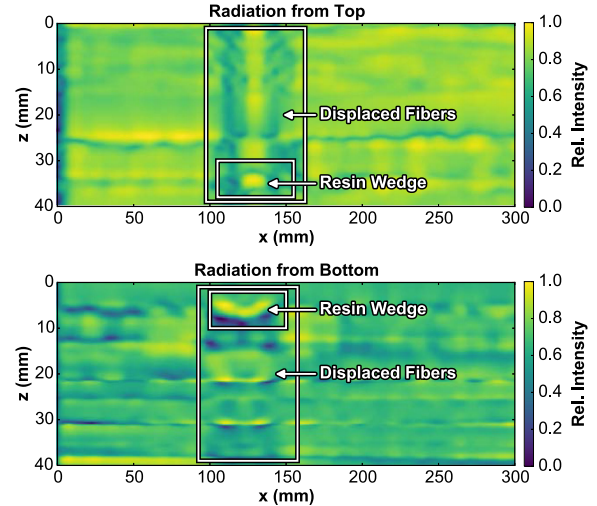 Radiation from Top
0
10
20
30
40
z (mm)
0 50 100 150 200 250 300
x (mm)
Displaced Fibers
Resin Wedge
1.0
0.8
0.6
0.4
0.2
0.0
Rel. Intensity
Radiation from Bottom
0
10
20
30
40
z (mm)
0 50 100 150 200 250 300
x (mm)
Resin Wedge
Displaced Fibers
1.0
0.8
0.6
0.4
0.2
0.0
Rel. Intensity